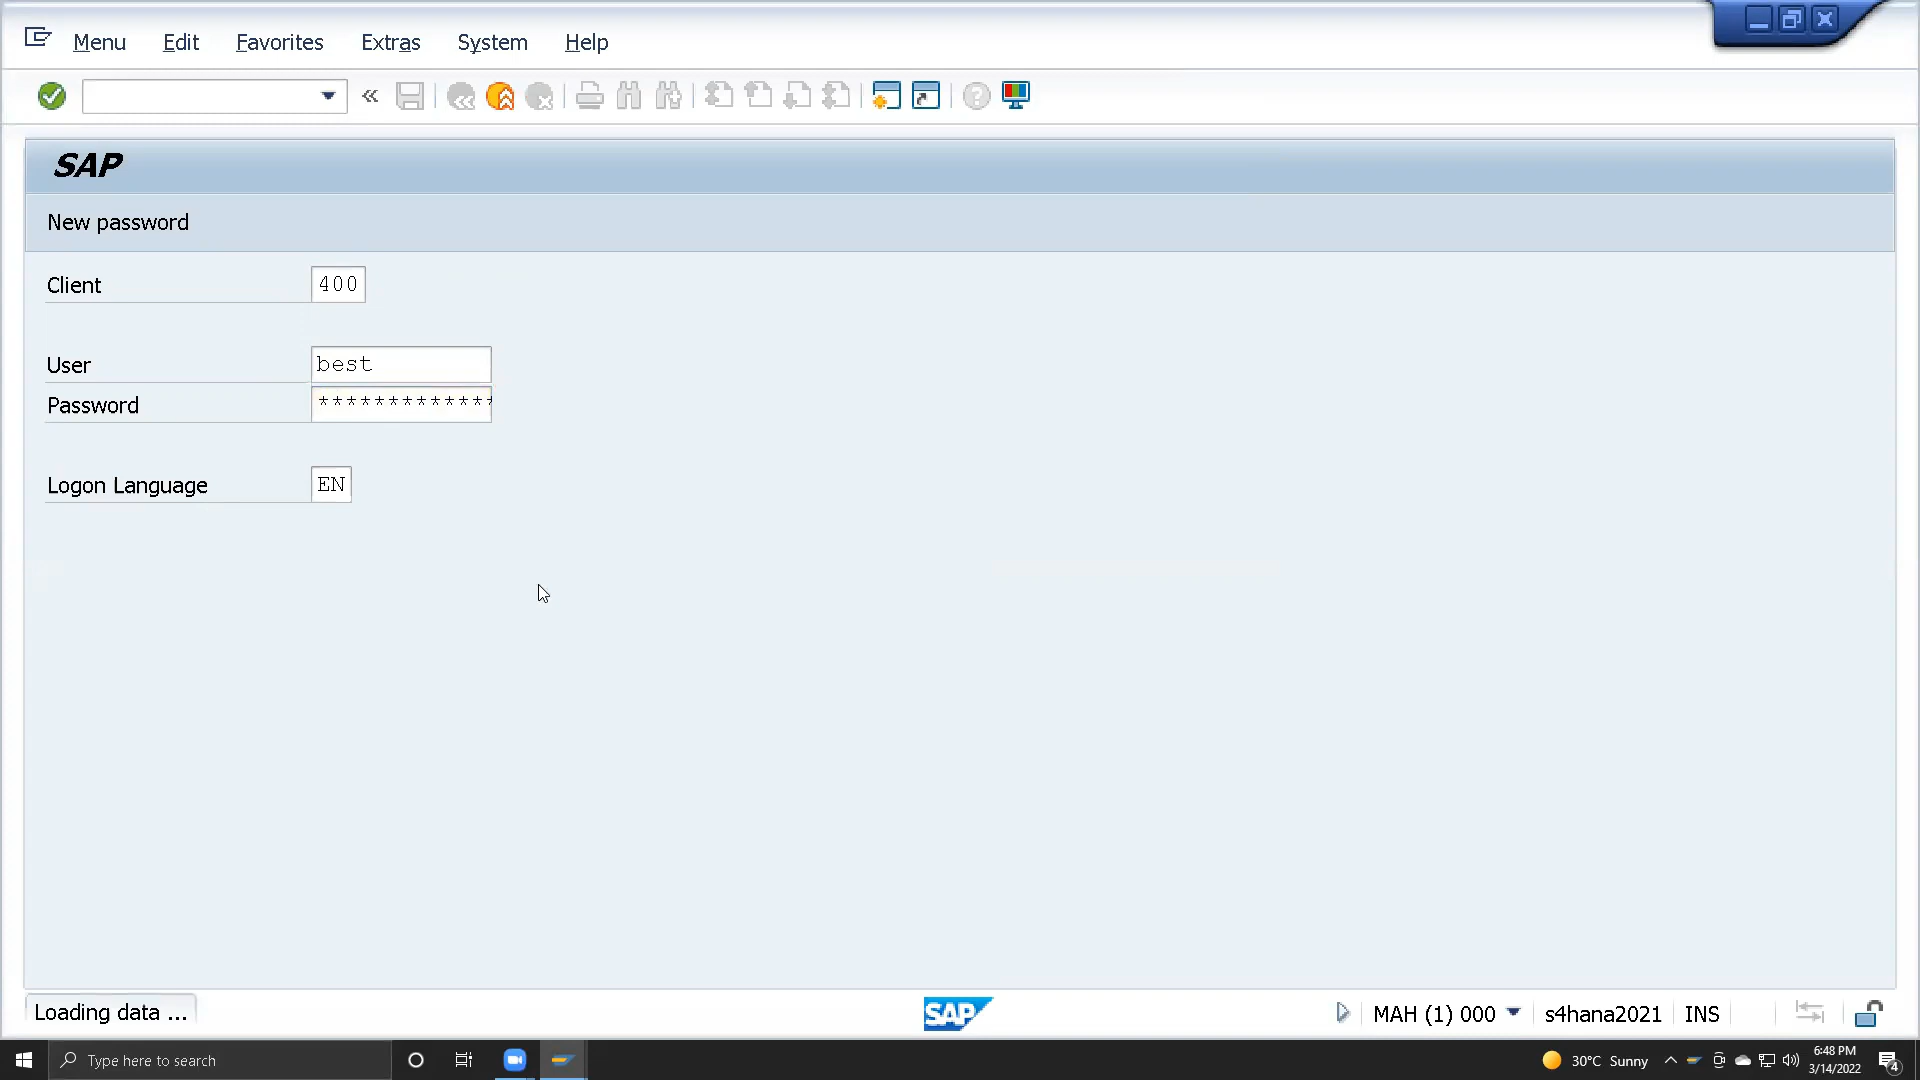 Menu Edit Favorites Extras System Help
SAP
New password
Client 400
User best
Password *************
Logon Language EN
Loading data ... SAP MAH (1) 000 s4hana2021 INS
Type here to search 30°C Sunny 6:48 PM
3/14/2022 4